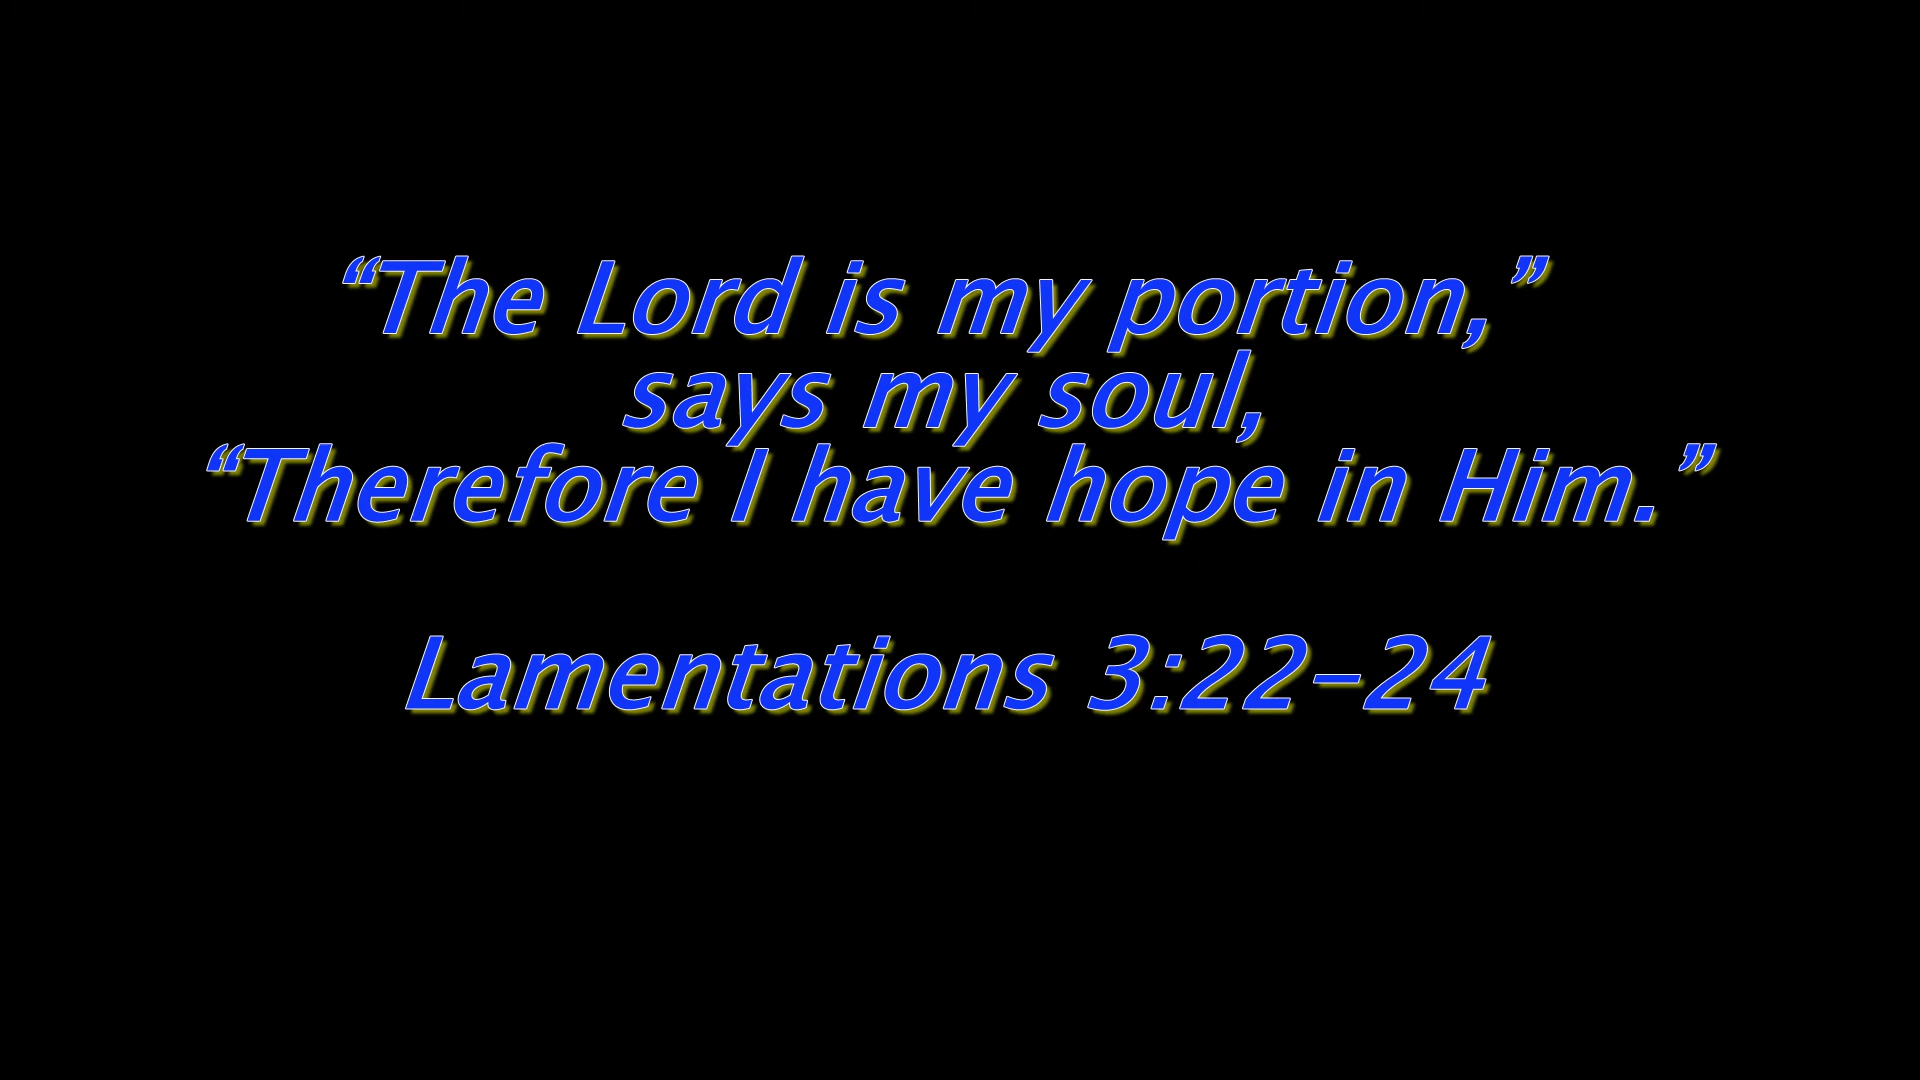 “The Lord is my portion,”
says my soul,
“Therefore I have hope in Him.”
Lamentations 3:22-24